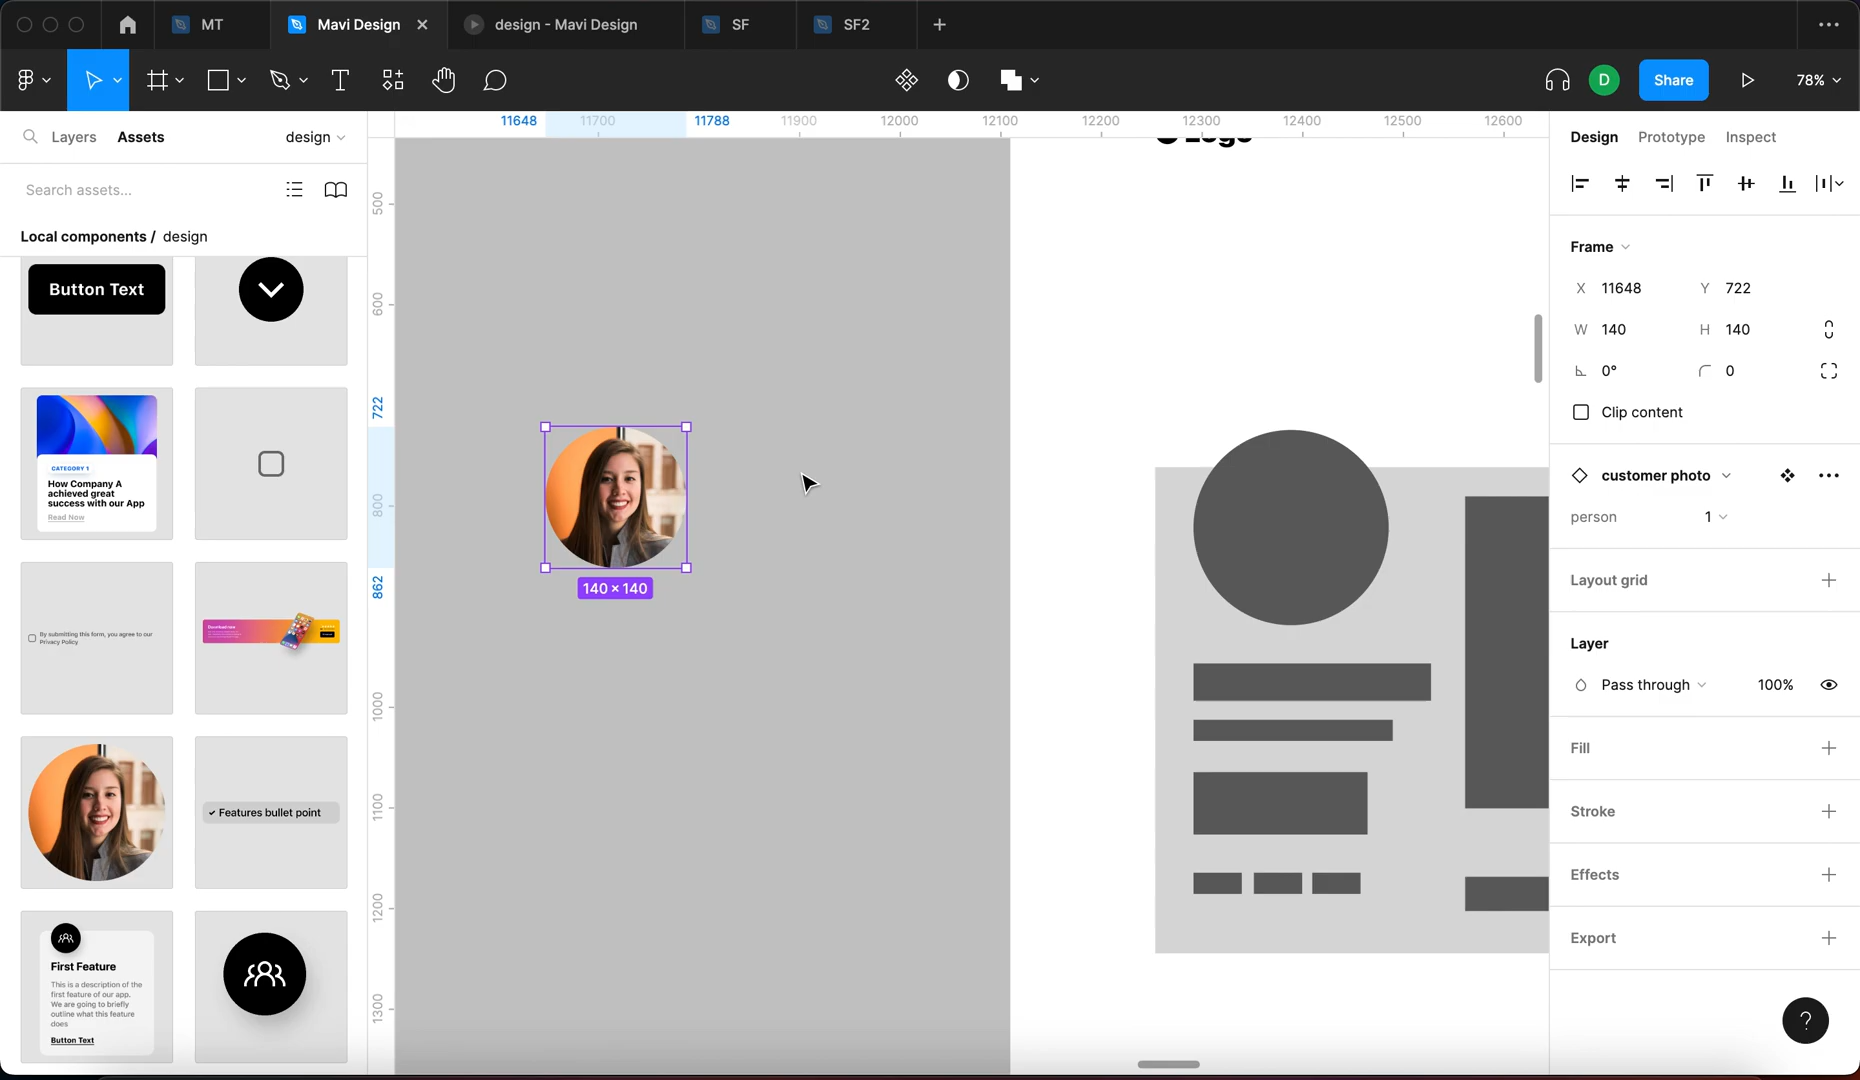 MT
Mavi Design
design - Mavi Design
SF
SF2
D
Share
78%
Layers
Assets
design
Search assets...
Local components / design
Button Text
CATEGORY 1
How Company A
achieved great
success with our App
Read Now
By submitting this form, you agree to our
Privacy Policy
Download now
Features bullet point
First Feature
This is a description of the
first feature of our app.
We are going to briefly
outline what this feature
does
Button Text
11648
11700
11788
11900
12000
12100
12200
12300
12400
12500
12600
500
600
722
800
862
1000
1100
1200
1300
Logo
140 × 140
Design
Prototype
Inspect
Frame
X 11648
Y 722
W 140
H 140
0°
0
Clip content
customer photo
person
1
Layout grid
Layer
Pass through
100%
Fill
Stroke
Effects
Export
?